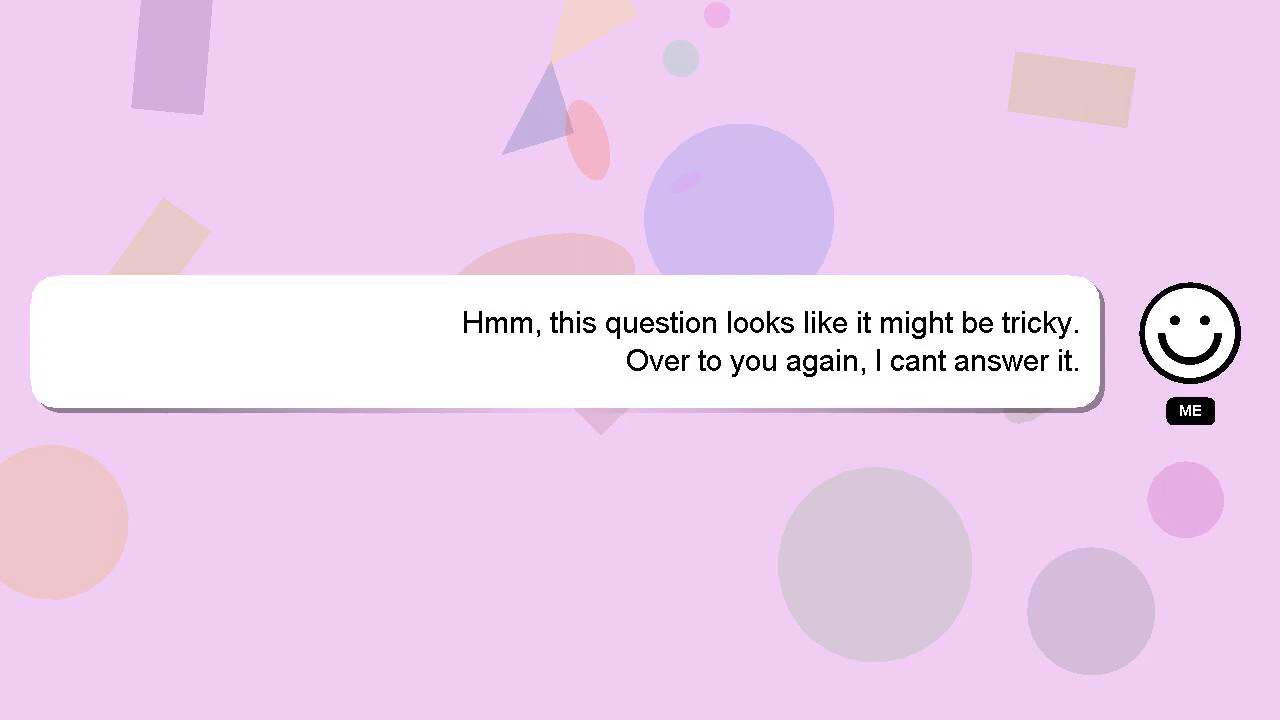 Hmm, this question looks like it might be tricky.
Over to you again, I cant answer it.
ME